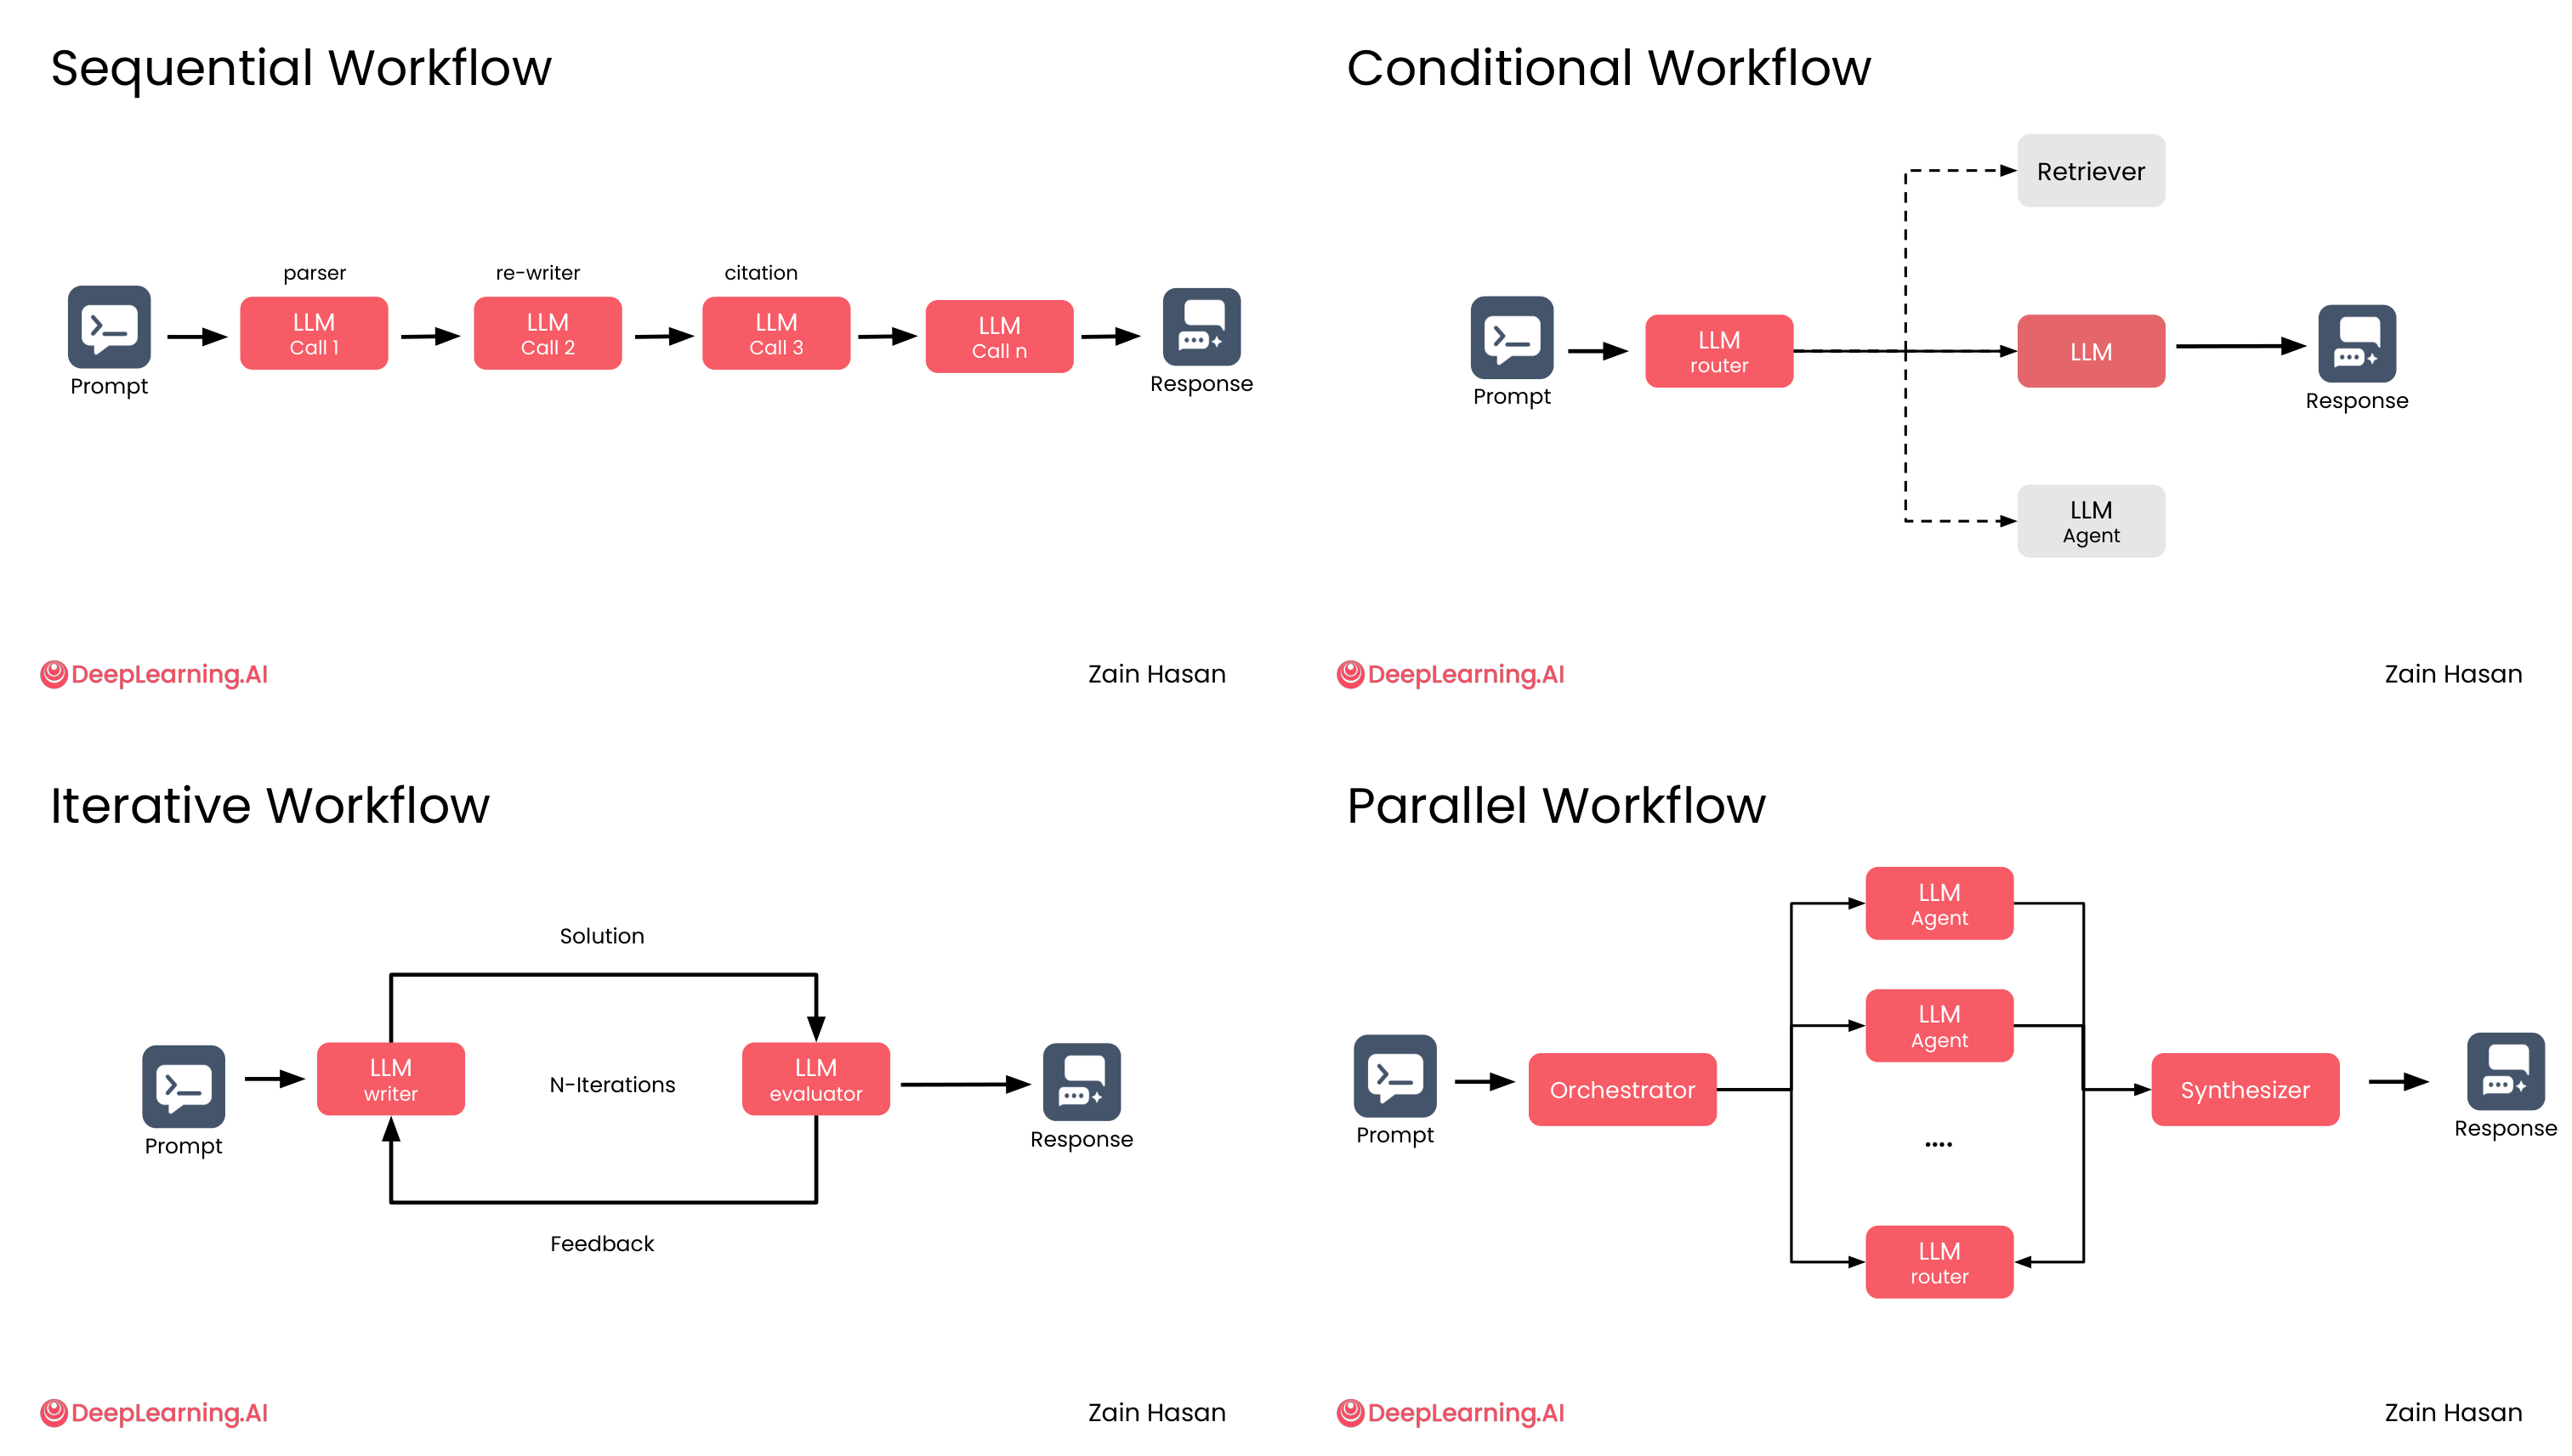 Sequential Workflow
parser
re-writer
citation
LLM
Call 1
LLM
Call 2
LLM
Call 3
LLM
Call n
Prompt
Response
DeepLearning.AI
Zain Hasan
Conditional Workflow
Retriever
LLM
router
LLM
Prompt
Response
LLM
Agent
DeepLearning.AI
Zain Hasan
Iterative Workflow
Solution
LLM
writer
N-Iterations
LLM
evaluator
Prompt
Response
Feedback
DeepLearning.AI
Zain Hasan
Parallel Workflow
LLM
Agent
LLM
Agent
Orchestrator
Synthesizer
Prompt
Response
....
LLM
router
DeepLearning.AI
Zain Hasan